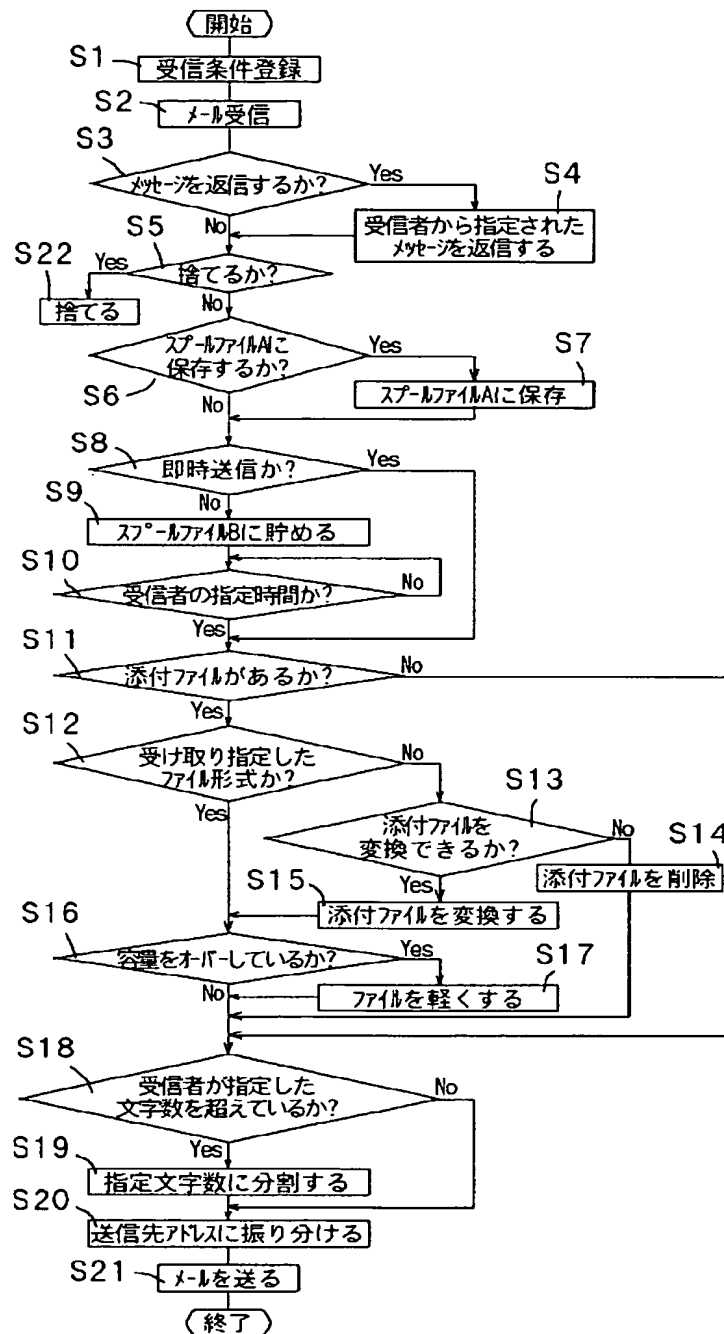 開始
S1
受信条件登録
S2
メール受信
S3
メッセージを返信するか?
Yes
No
S4
受信者から指定された
メッセージを返信する
S5
捨てるか?
Yes
No
S22
捨てる
スプールファイルAに
保存するか?
S6
Yes
No
S7
スプールファイルAに保存
S8
即時送信か?
Yes
No
S9
スプールファイルBに貯める
S10
受信者の指定時間か?
No
Yes
S11
添付ファイルがあるか?
No
Yes
S12
受け取り指定した
ファイル形式か?
No
Yes
S13
添付ファイルを
変換できるか?
No
Yes
S14
添付ファイルを削除
S15
添付ファイルを変換する
S16
容量をオーバーしているか?
Yes
No
S17
ファイルを軽くする
S18
受信者が指定した
文字数を超えているか?
No
Yes
S19
指定文字数に分割する
S20
送信先アドレスに振り分ける
S21
メールを送る
終了